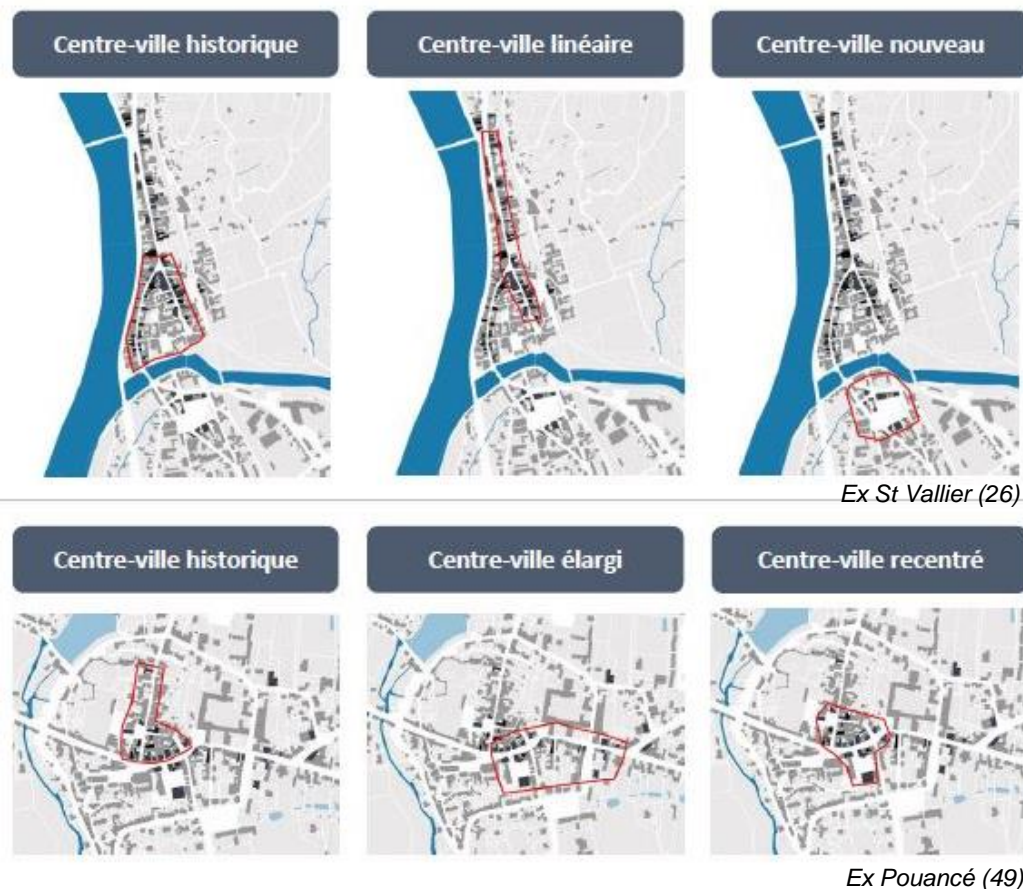 Centre-ville historique
Centre-ville linéaire
Centre-ville nouveau
Ex St Vallier (26)
Centre-ville historique
Centre-ville élargi
Centre-ville recentré
Ex Pouancé (49)